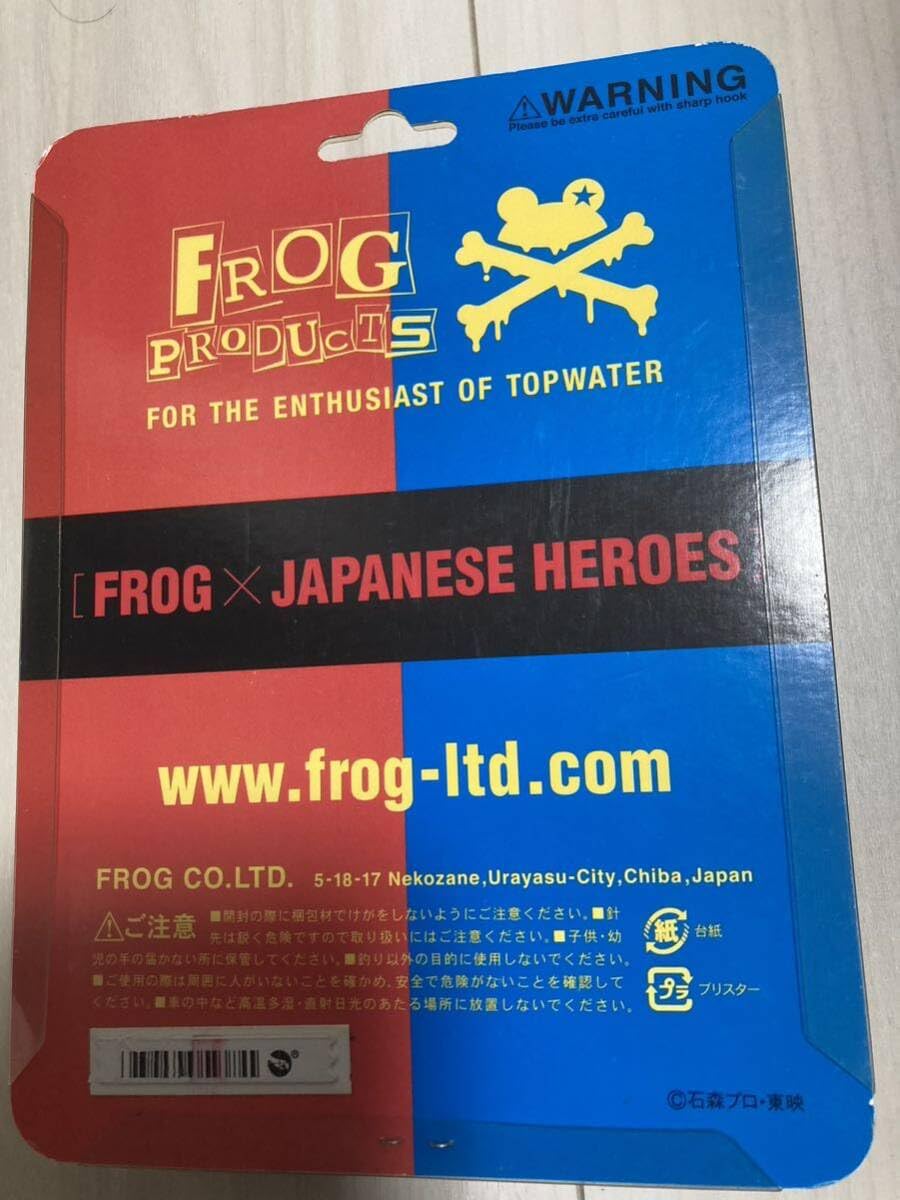 ⚠WARNING
Please be extra careful with sharp hook
FROG
PRODUCTS
FOR THE ENTHUSIAST OF TOPWATER
[ FROG × JAPANESE HEROES ]
www.frog-ltd.com
FROG CO.LTD. 5-18-17 Nekozane,Urayasu-City,Chiba,Japan
⚠ご注意 ■開封の際に梱包材でけがをしないようにご注意ください。■針
先は鋭く危険ですので取り扱いにはご注意ください。■子供・幼
児の手の届かない所に保管してください。■釣り以外の目的に使用しないでください。
■ご使用の際は周囲に人がいないことを確かめ、安全で危険がないことを確認して
ください。■車の中など高温多湿・直射日光のあたる場所に放置しないでください。
紙 台紙
プラ ブリスター
©石森プロ・東映